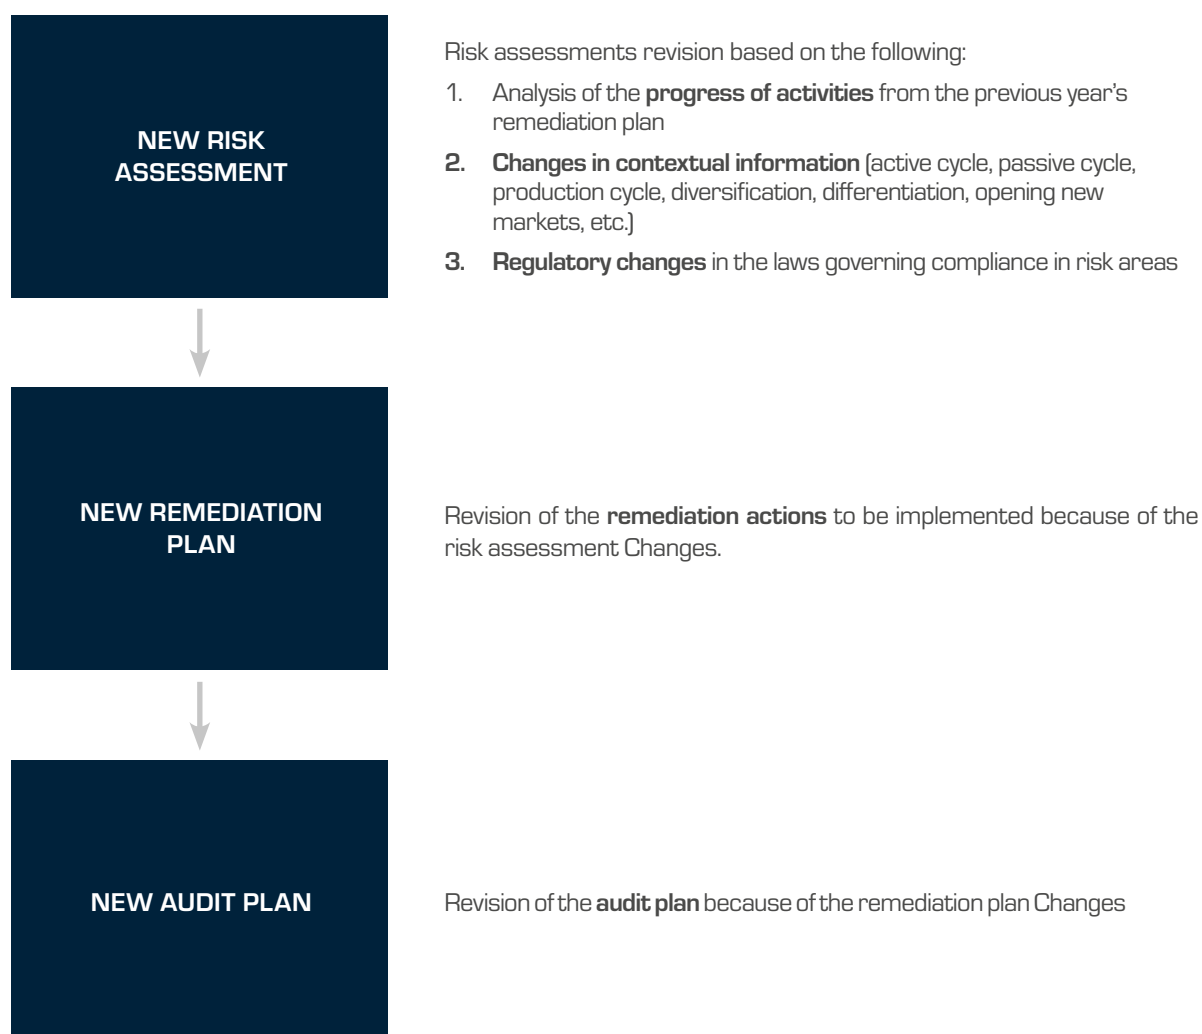 NEW RISK
ASSESSMENT
Risk assessments revision based on the following:
1. Analysis of the progress of activities from the previous year's
remediation plan
2. Changes in contextual information (active cycle, passive cycle,
production cycle, diversification, differentiation, opening new
markets, etc.)
3. Regulatory changes in the laws governing compliance in risk areas
NEW REMEDIATION
PLAN
Revision of the remediation actions to be implemented because of the
risk assessment Changes.
NEW AUDIT PLAN
Revision of the audit plan because of the remediation plan Changes